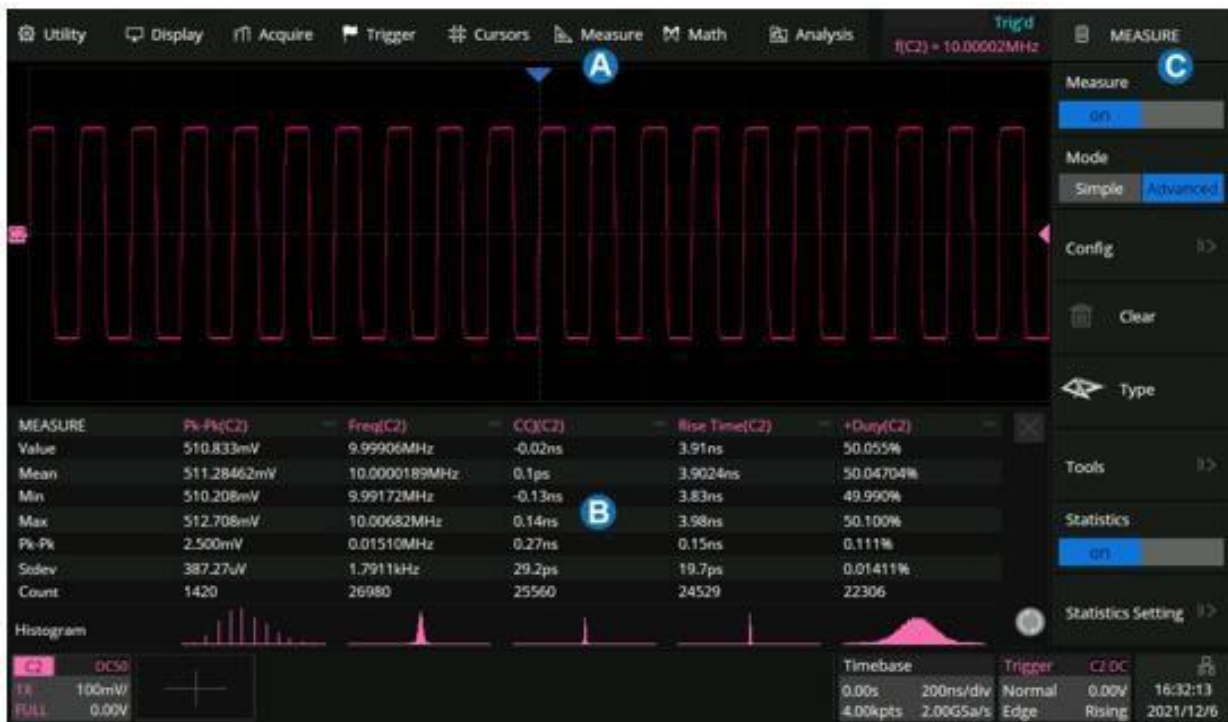 Utility Display Acquire Trigger Cursors Measure Math Analysis
Trig'd
f(C2) = 10.00002MHz
MEASURE
A
C
Measure
on
Mode
Simple Advanced
Config
Clear
Type
Tools
Statistics
on
Statistics Setting
MEASURE Pk-Pk(C2) Freq(C2) CCJ(C2) Rise Time(C2) +Duty(C2)
Value 510.833mV 9.99906MHz -0.02ns 3.91ns 50.055%
Mean 511.28462mV 10.0000189MHz 0.1ps 3.9024ns 50.04704%
Min 510.208mV 9.99172MHz -0.13ns 3.83ns 49.990%
Max 512.708mV 10.00682MHz 0.14ns 3.98ns 50.100%
B
Pk-Pk 2.500mV 0.01510MHz 0.27ns 0.15ns 0.111%
Stdev 387.27uV 1.7911kHz 29.2ps 19.7ps 0.01411%
Count 1420 26980 25560 24529 22306
Histogram
C2 DC50
1X 100mV/
FULL 0.00V
Timebase
0.00s 200ns/div
4.00kpts 2.00GSa/s
Trigger C2 DC
Normal 0.00V
Edge Rising
16:32:13
2021/12/6